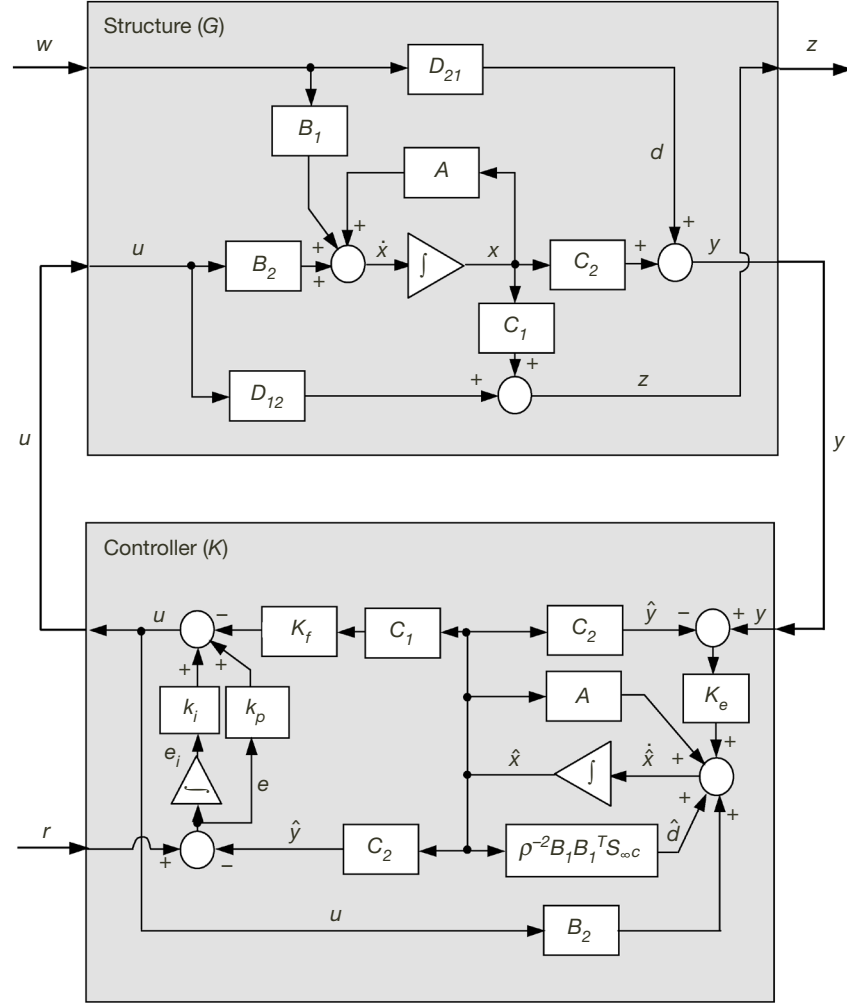 Structure (G)
w
z
D21
B1
d
A
u
+
+
ẋ
x
+
+
y
B2
+
+
∫
C2
C1
+
+
z
D12
u
y
Controller (K)
u
−
Kf
C1
C2
ŷ
−
+
y
+
+
A
Ke
ki
kp
+
ei
∫
x̂
∫
x̂̇
+
e
+
d̂
+
r
ŷ
C2
ρ−2B1B1TS∞c
+
−
u
B2